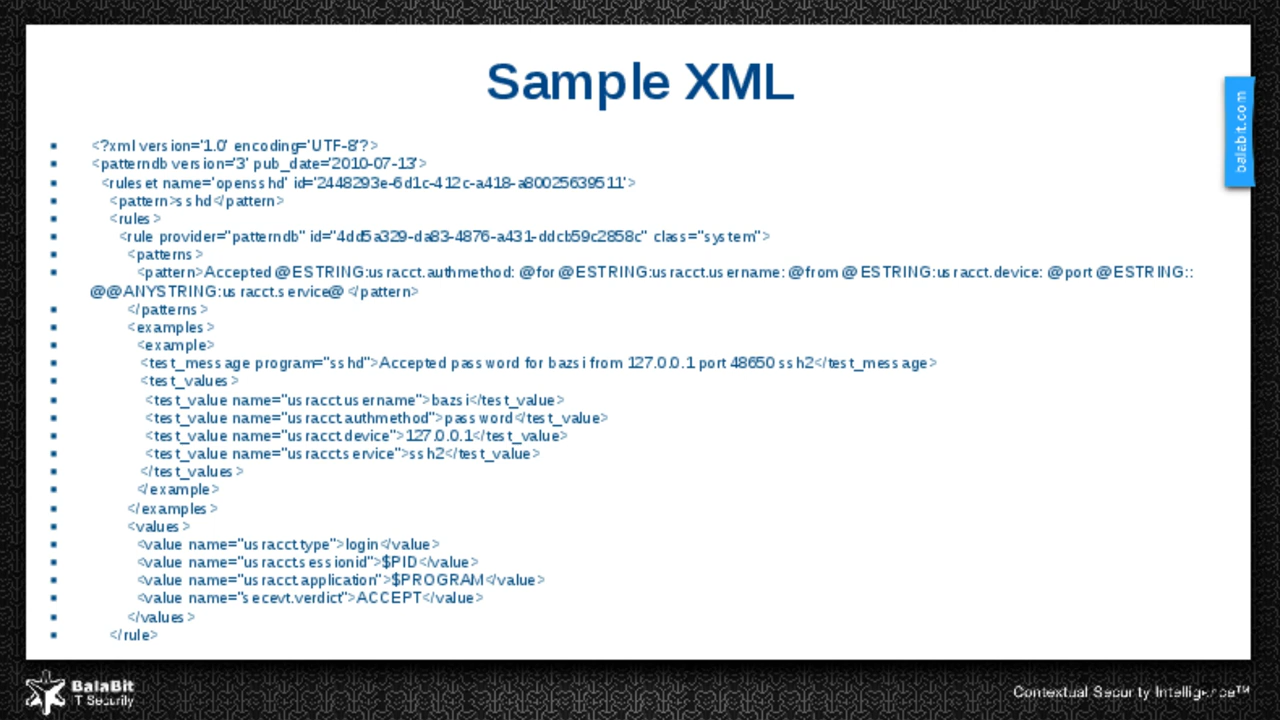 Sample XML
balabit.com
<?xml version='1.0' encoding='UTF-8'?>
<patterndb version='3' pub_date='2010-07-13'>
<ruleset name='opensshd' id='2448293e-6d1c-412c-a418-a80025639511'>
<pattern>sshd</pattern>
<rules>
<rule provider="patterndb" id="4dd5a329-da83-4876-a431-ddcb59c2858c" class="system">
<patterns>
<pattern>Accepted @ESTRING:usracct.authmethod: @for @ESTRING:usracct.username: @from @ESTRING:usracct.device: @port @ESTRING::
@@ANYSTRING:usracct.service@</pattern>
</patterns>
<examples>
<example>
<test_message program="sshd">Accepted password for bazsi from 127.0.0.1 port 48650 ssh2</test_message>
<test_values>
<test_value name="usracct.username">bazsi</test_value>
<test_value name="usracct.authmethod">password</test_value>
<test_value name="usracct.device">127.0.0.1</test_value>
<test_value name="usracct.service">ssh2</test_value>
</test_values>
</example>
</examples>
<values>
<value name="usracct.type">login</value>
<value name="usracct.sessionid">$PID</value>
<value name="usracct.application">$PROGRAM</value>
<value name="secevt.verdict">ACCEPT</value>
</values>
</rule>
BalaBit
IT Security
Contextual Security Intelligence™